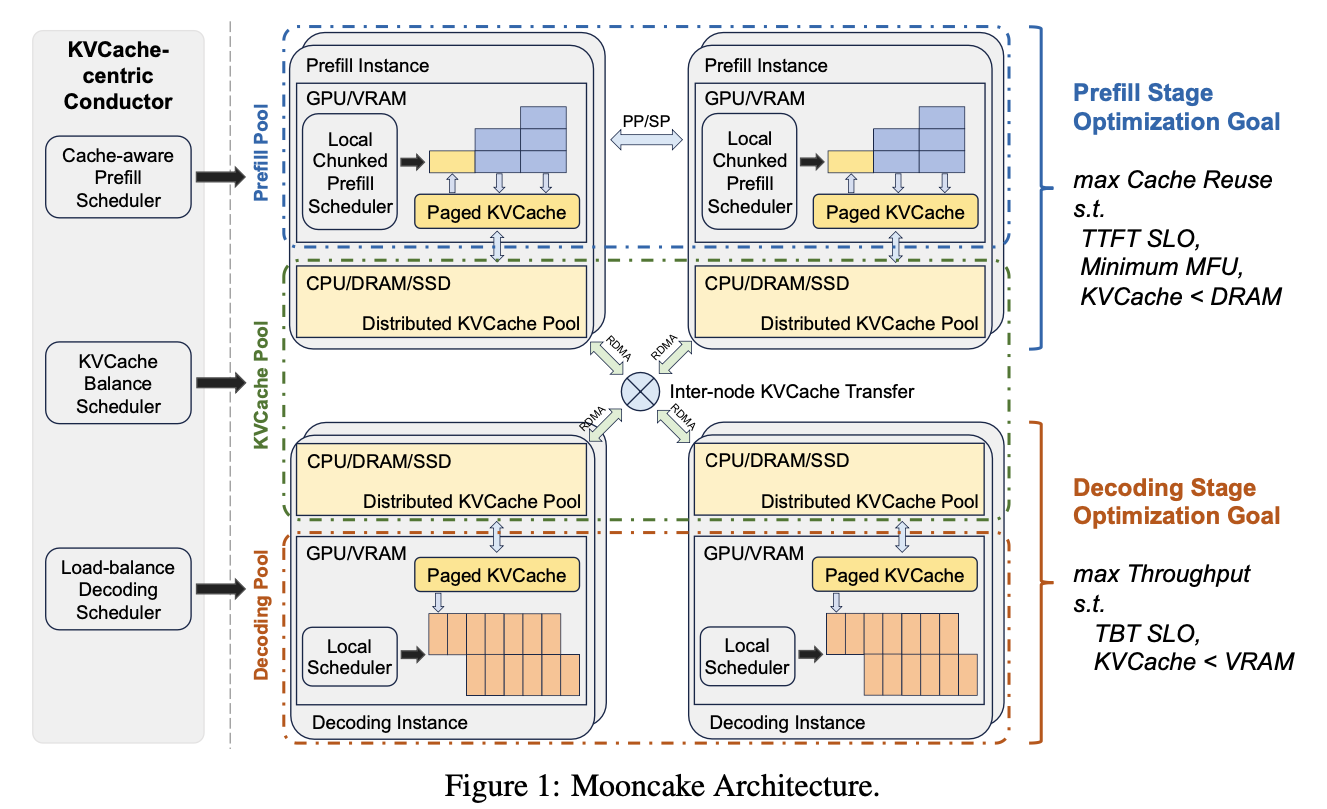 KVCache-
centric
Conductor
Cache-aware
Prefill
Scheduler
KVCache
Balance
Scheduler
Load-balance
Decoding
Scheduler
Prefill Pool
KVCache Pool
Decoding Pool
Prefill Instance
GPU/VRAM
Local
Chunked
Prefill
Scheduler
Paged KVCache
CPU/DRAM/SSD
Distributed KVCache Pool
PP/SP
Prefill Instance
GPU/VRAM
Local
Chunked
Prefill
Scheduler
Paged KVCache
CPU/DRAM/SSD
Distributed KVCache Pool
RDMA
RDMA
Inter-node KVCache Transfer
RDMA
RDMA
CPU/DRAM/SSD
Distributed KVCache Pool
GPU/VRAM
Paged KVCache
Local
Scheduler
Decoding Instance
CPU/DRAM/SSD
Distributed KVCache Pool
GPU/VRAM
Paged KVCache
Local
Scheduler
Decoding Instance
Prefill Stage
Optimization Goal
max Cache Reuse
s.t.
TTFT SLO,
Minimum MFU,
KVCache < DRAM
Decoding Stage
Optimization Goal
max Throughput
s.t.
TBT SLO,
KVCache < VRAM
Figure 1: Mooncake Architecture.